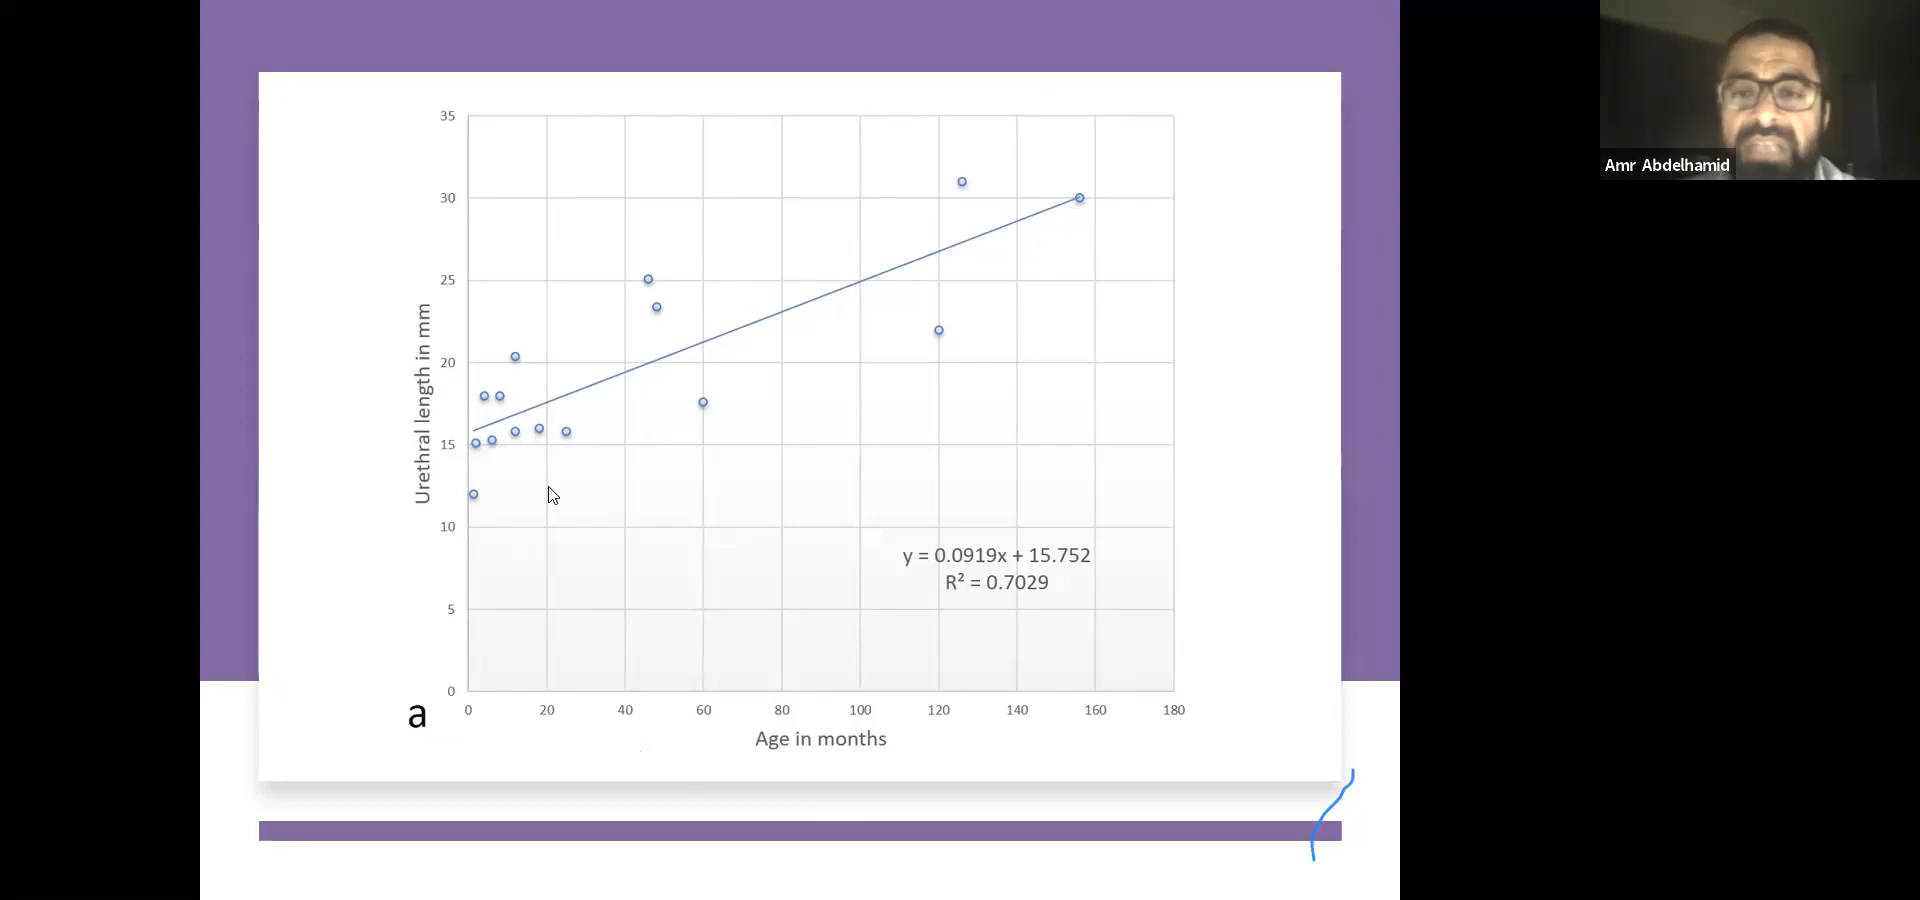 Amr Abdelhamid
35
30
25
20
15
10
5
0
Urethral length in mm
y = 0.0919x + 15.752
R² = 0.7029
a
0 20 40 60 80 100 120 140 160 180
Age in months